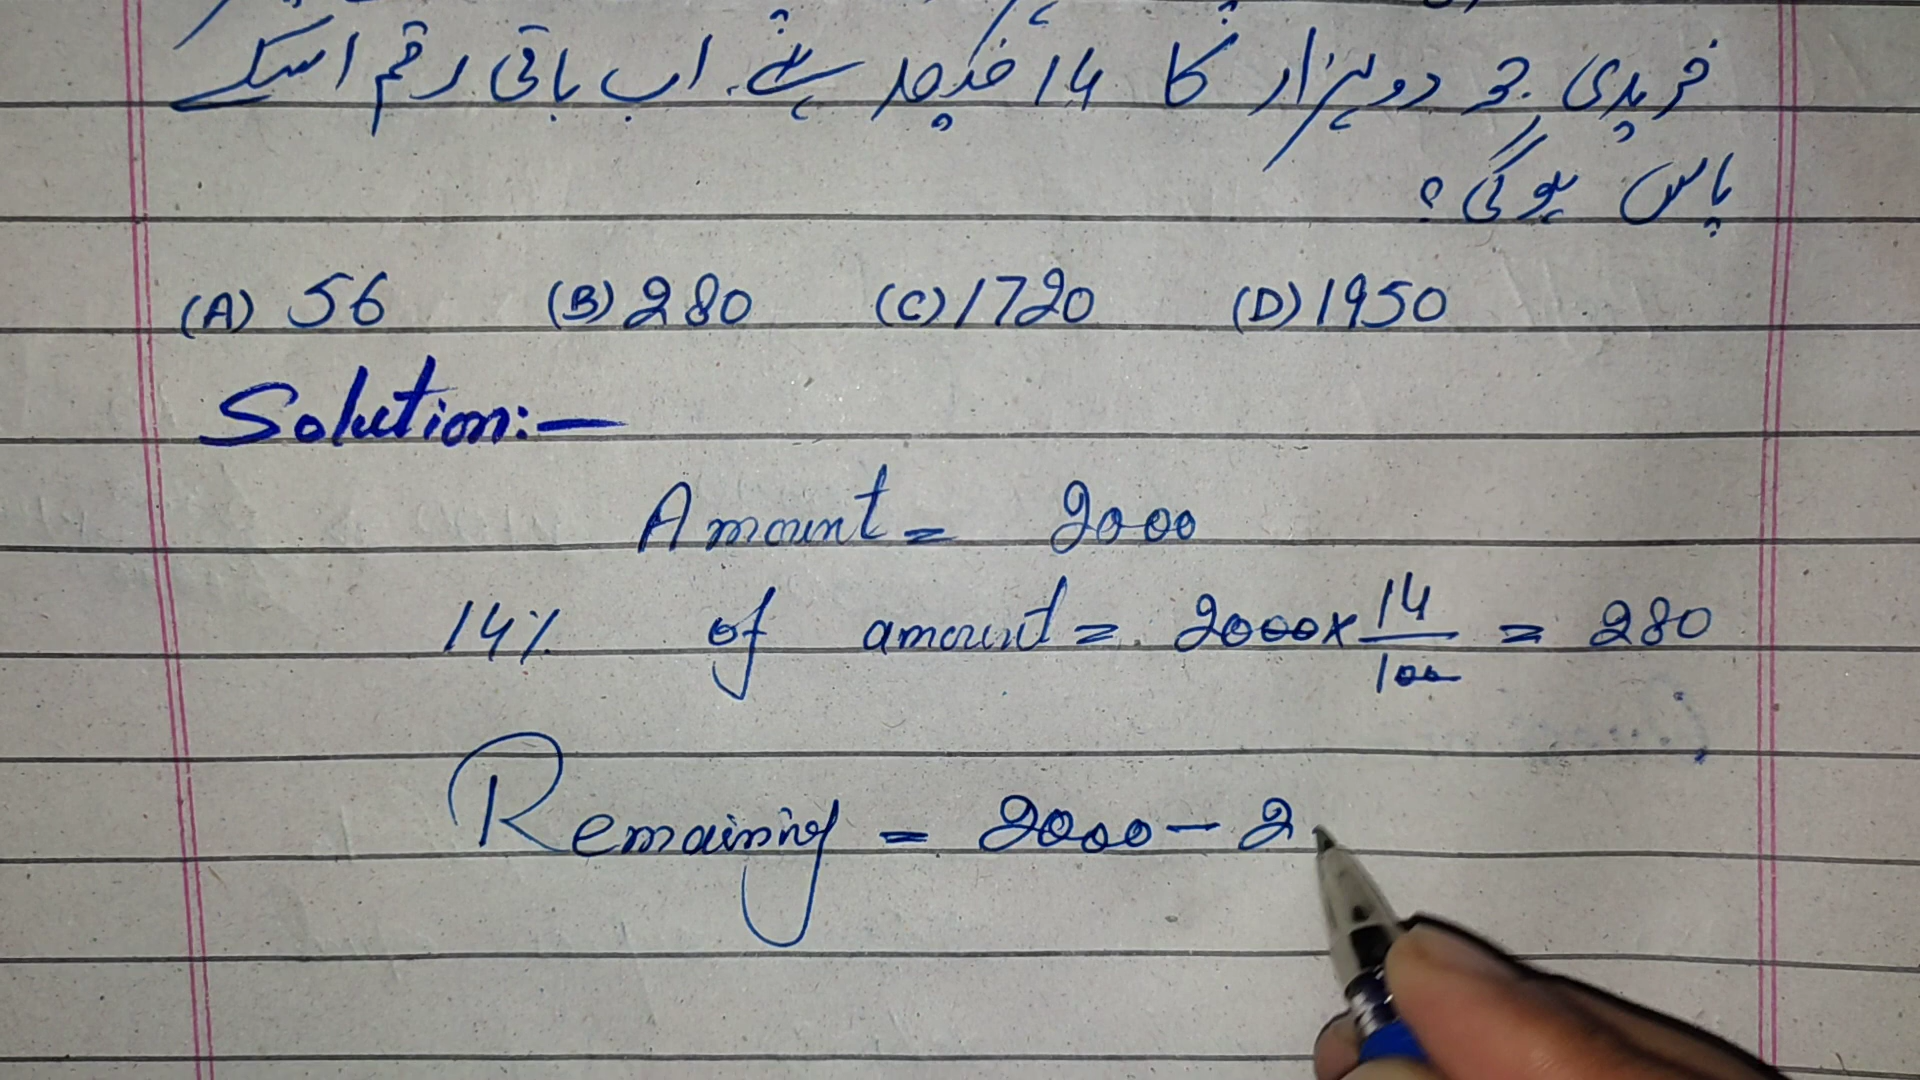 خریدی جو دو ہزار کا 14 فیصد ہے۔ اب باقی رقم اسکے
پاس ہوگی؟
(A) 56 (B) 280 (C) 1720 (D) 1950
Solution:—
Amount = 2000
14% of amount = 2000 × 14/100 = 280
Remaining = 2000 - 2